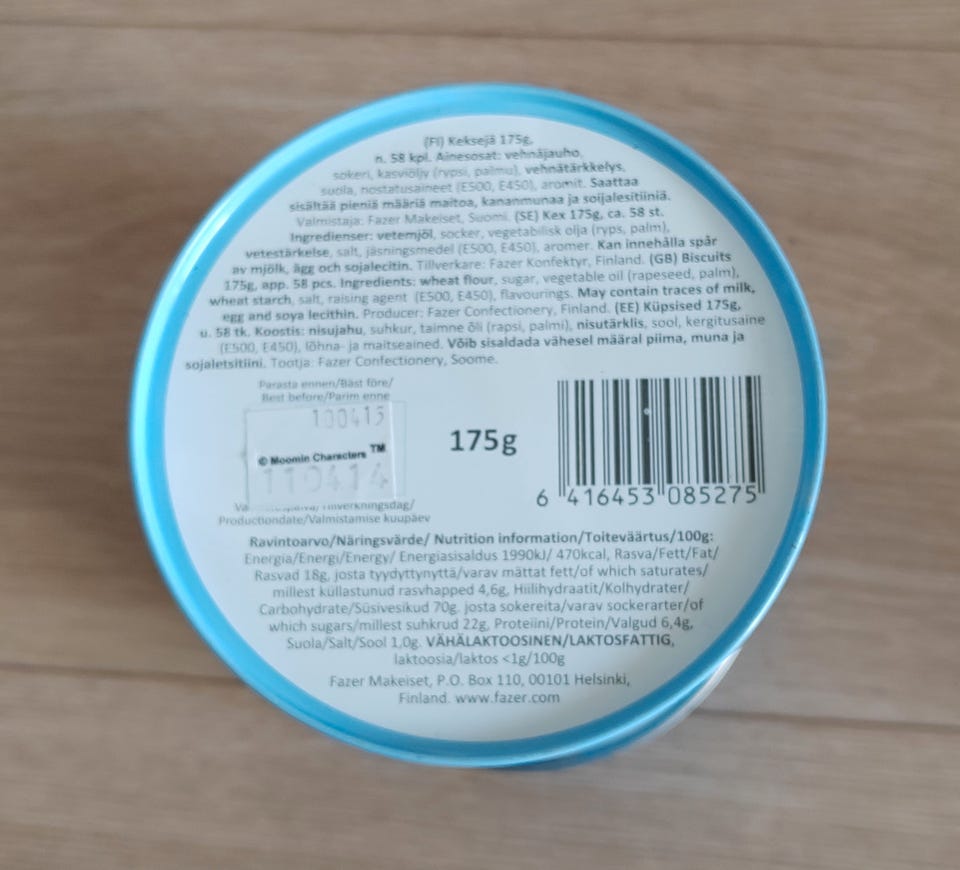 (FI) Keksejä 175g,
n. 58 kpl. Ainesosat: vehnäjauho,
sokeri, kasviöljy (rypsi, palmu), vehnätärkkelys,
suola, nostatusaineet (E500, E450), aromit. Saattaa
sisältää pieniä määriä maitoa, kananmunaa ja soijalesitiiniä.
Valmistaja: Fazer Makeiset, Suomi. (SE) Kex 175g, ca. 58 st.
Ingredienser: vetemjöl, socker, vegetabilisk olja (ryps, palm),
vetestärkelse, salt, jäsningsmedel (E500, E450), aromer. Kan innehålla spår
av mjölk, ägg och sojalecitin. Tillverkare: Fazer Konfektyr, Finland. (GB) Biscuits
175g, app. 58 pcs. Ingredients: wheat flour, sugar, vegetable oil (rapeseed, palm),
wheat starch, salt, raising agent (E500, E450), flavourings. May contain traces of milk,
egg and soya lecithin. Producer: Fazer Confectionery, Finland. (EE) Küpsised 175g,
u. 58 tk. Koostis: nisujahu, suhkur, taimne õli (rapsi, palmi), nisutärklis, sool, kergitusaine
(E500, E450), lõhna- ja maitseained. Võib sisaldada vähesel määral piima, muna ja
sojaletsitiini. Tootja: Fazer Confectionery, Soome.
Parasta ennen/Bäst före/
Best before/Parim enne
100415
© Moomin Characters TM
110414
Productiondate/Valmistamise kuupäev
175g
6 416453 085275
Ravintoarvo/Näringsvärde/ Nutrition information/Toiteväärtus/100g:
Energia/Energi/Energy/ Energiasisaldus 1990kJ/ 470kcal, Rasva/Fett/Fat/
Rasvad 18g, josta tyydyttynyttä/varav mättat fett/of which saturates/
millest küllastunud rasvhapped 4,6g, Hiilihydraatit/Kolhydrater/
Carbohydrate/Süsivesikud 70g. josta sokereita/varav sockerarter/of
which sugars/millest suhkrud 22g, Proteiini/Protein/Valgud 6,4g,
Suola/Salt/Sool 1,0g. VÄHÄLAKTOOSINEN/LAKTOSFATTIG,
laktoosia/laktos <1g/100g
Fazer Makeiset, P.O. Box 110, 00101 Helsinki,
Finland. www.fazer.com